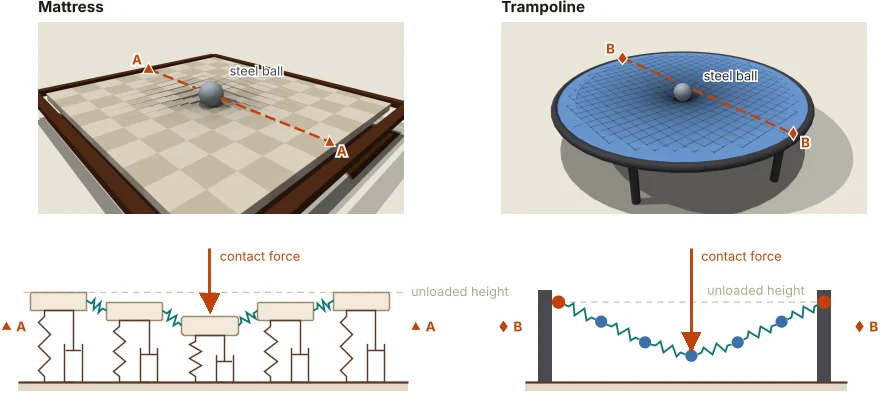 Mattress
Trampoline
A
steel ball
A
B
steel ball
B
contact force
unloaded height
A
A
contact force
unloaded height
B
B